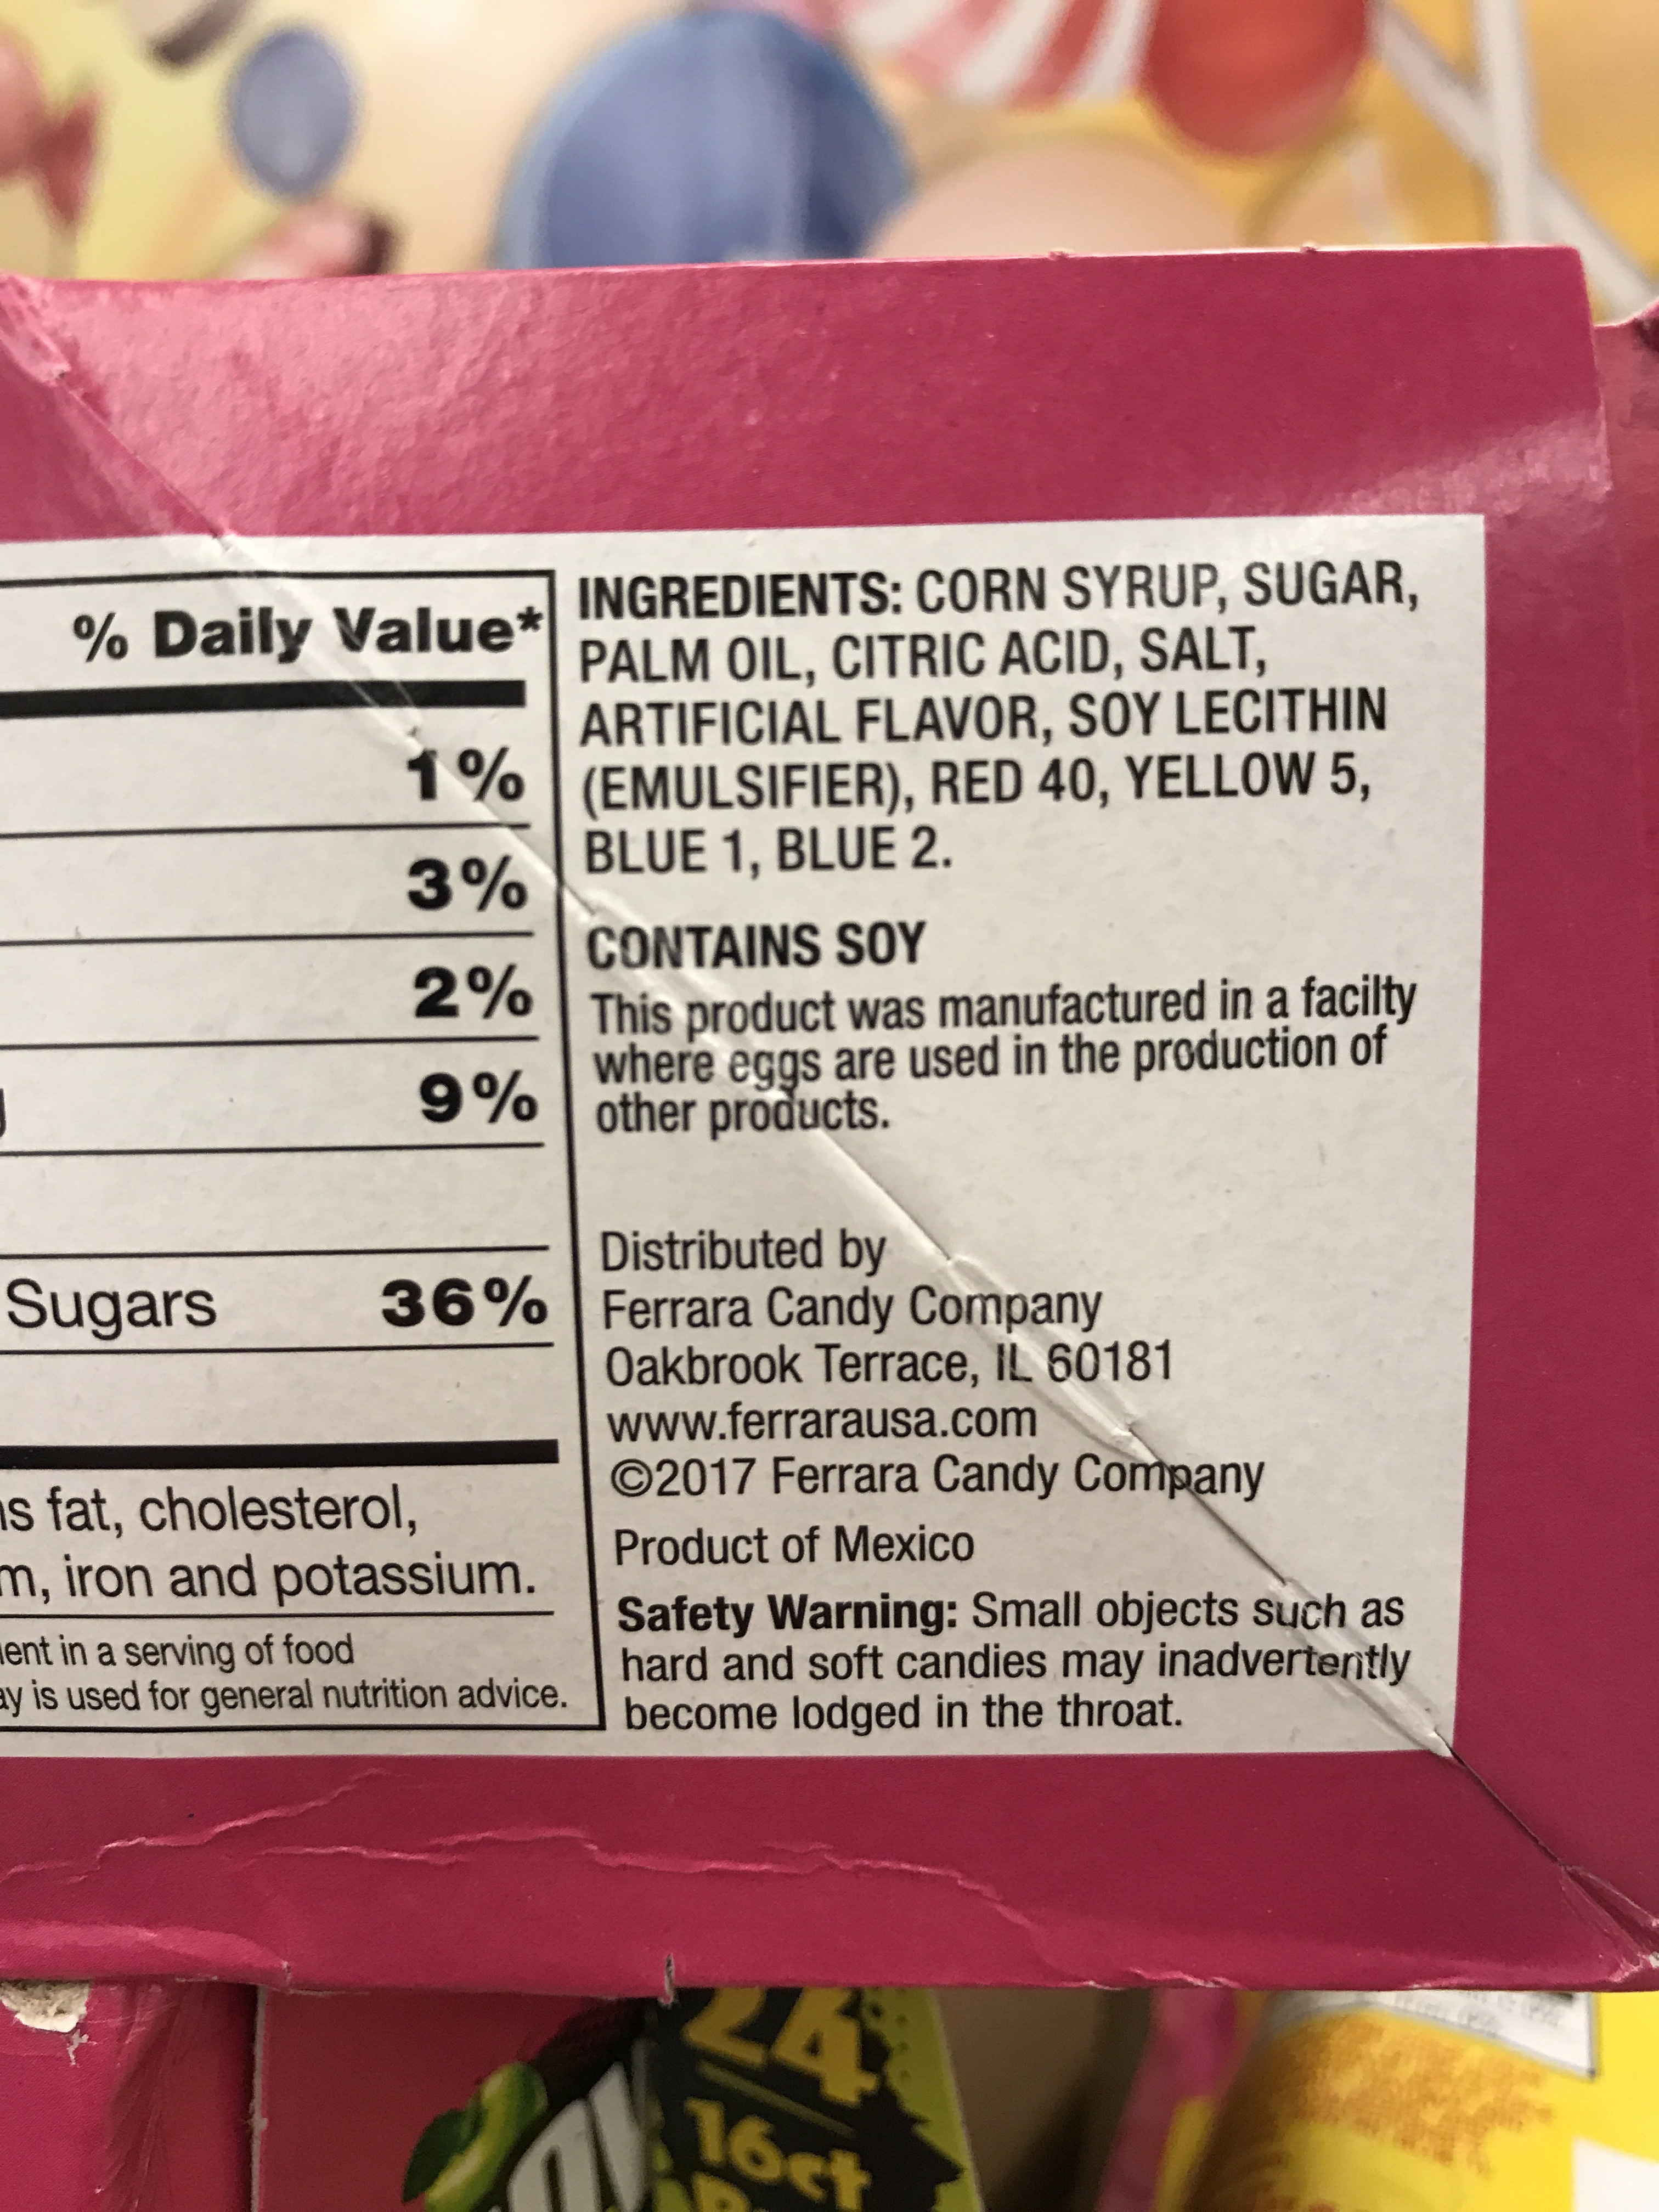 % Daily Value*
1%
3%
2%
9%
Sugars 36%
s fat, cholesterol,
m, iron and potassium.
ent in a serving of food
ay is used for general nutrition advice.
INGREDIENTS: CORN SYRUP, SUGAR,
PALM OIL, CITRIC ACID, SALT,
ARTIFICIAL FLAVOR, SOY LECITHIN
(EMULSIFIER), RED 40, YELLOW 5,
BLUE 1, BLUE 2.
CONTAINS SOY
This product was manufactured in a facilty
where eggs are used in the production of
other products.
Distributed by
Ferrara Candy Company
Oakbrook Terrace, IL 60181
www.ferrarausa.com
©2017 Ferrara Candy Company
Product of Mexico
Safety Warning: Small objects such as
hard and soft candies may inadvertently
become lodged in the throat.
24
16ct